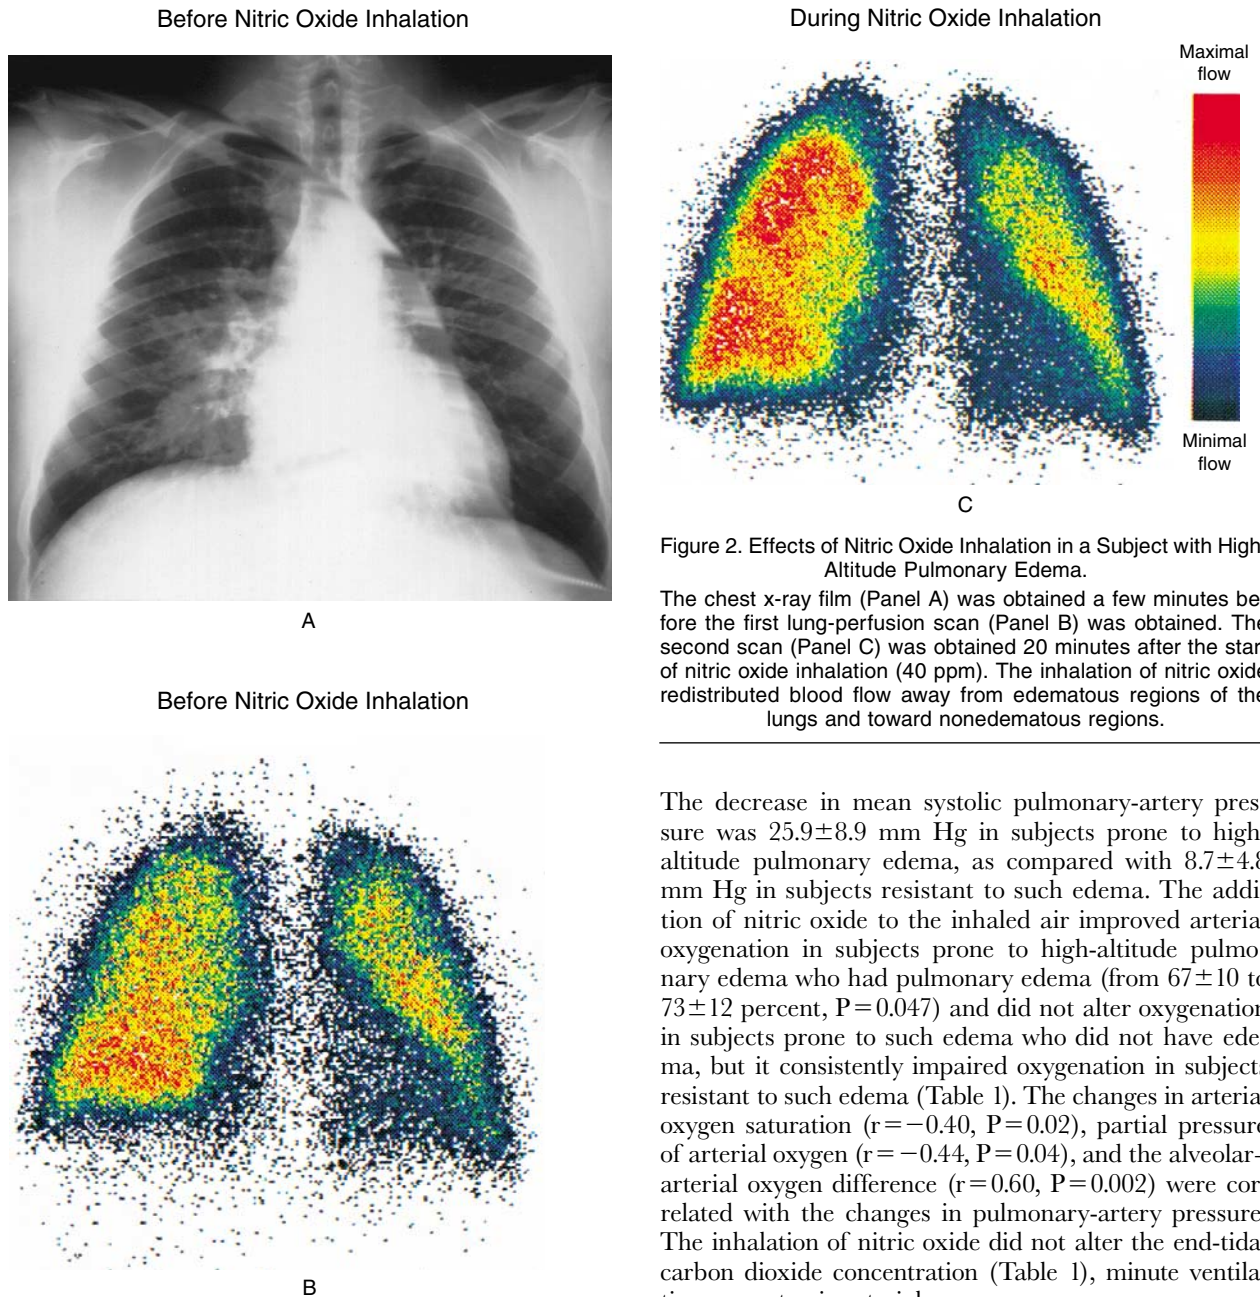 Before Nitric Oxide Inhalation
A
Before Nitric Oxide Inhalation
B
During Nitric Oxide Inhalation
Maximal
flow
Minimal
flow
C
Figure 2. Effects of Nitric Oxide Inhalation in a Subject with High
Altitude Pulmonary Edema.
The chest x-ray film (Panel A) was obtained a few minutes be
fore the first lung-perfusion scan (Panel B) was obtained. The
second scan (Panel C) was obtained 20 minutes after the star
of nitric oxide inhalation (40 ppm). The inhalation of nitric oxide
redistributed blood flow away from edematous regions of the
lungs and toward nonedematous regions.
The decrease in mean systolic pulmonary-artery pres
sure was 25.9±8.9 mm Hg in subjects prone to high
altitude pulmonary edema, as compared with 8.7±4.8
mm Hg in subjects resistant to such edema. The addi
tion of nitric oxide to the inhaled air improved arteria
oxygenation in subjects prone to high-altitude pulmo
nary edema who had pulmonary edema (from 67±10 to
73±12 percent, P=0.047) and did not alter oxygenation
in subjects prone to such edema who did not have ede
ma, but it consistently impaired oxygenation in subjects
resistant to such edema (Table 1). The changes in arteria
oxygen saturation (r=−0.40, P=0.02), partial pressure
of arterial oxygen (r=−0.44, P=0.04), and the alveolar-
arterial oxygen difference (r=0.60, P=0.002) were cor
related with the changes in pulmonary-artery pressure
The inhalation of nitric oxide did not alter the end-tida
carbon dioxide concentration (Table 1), minute ventila